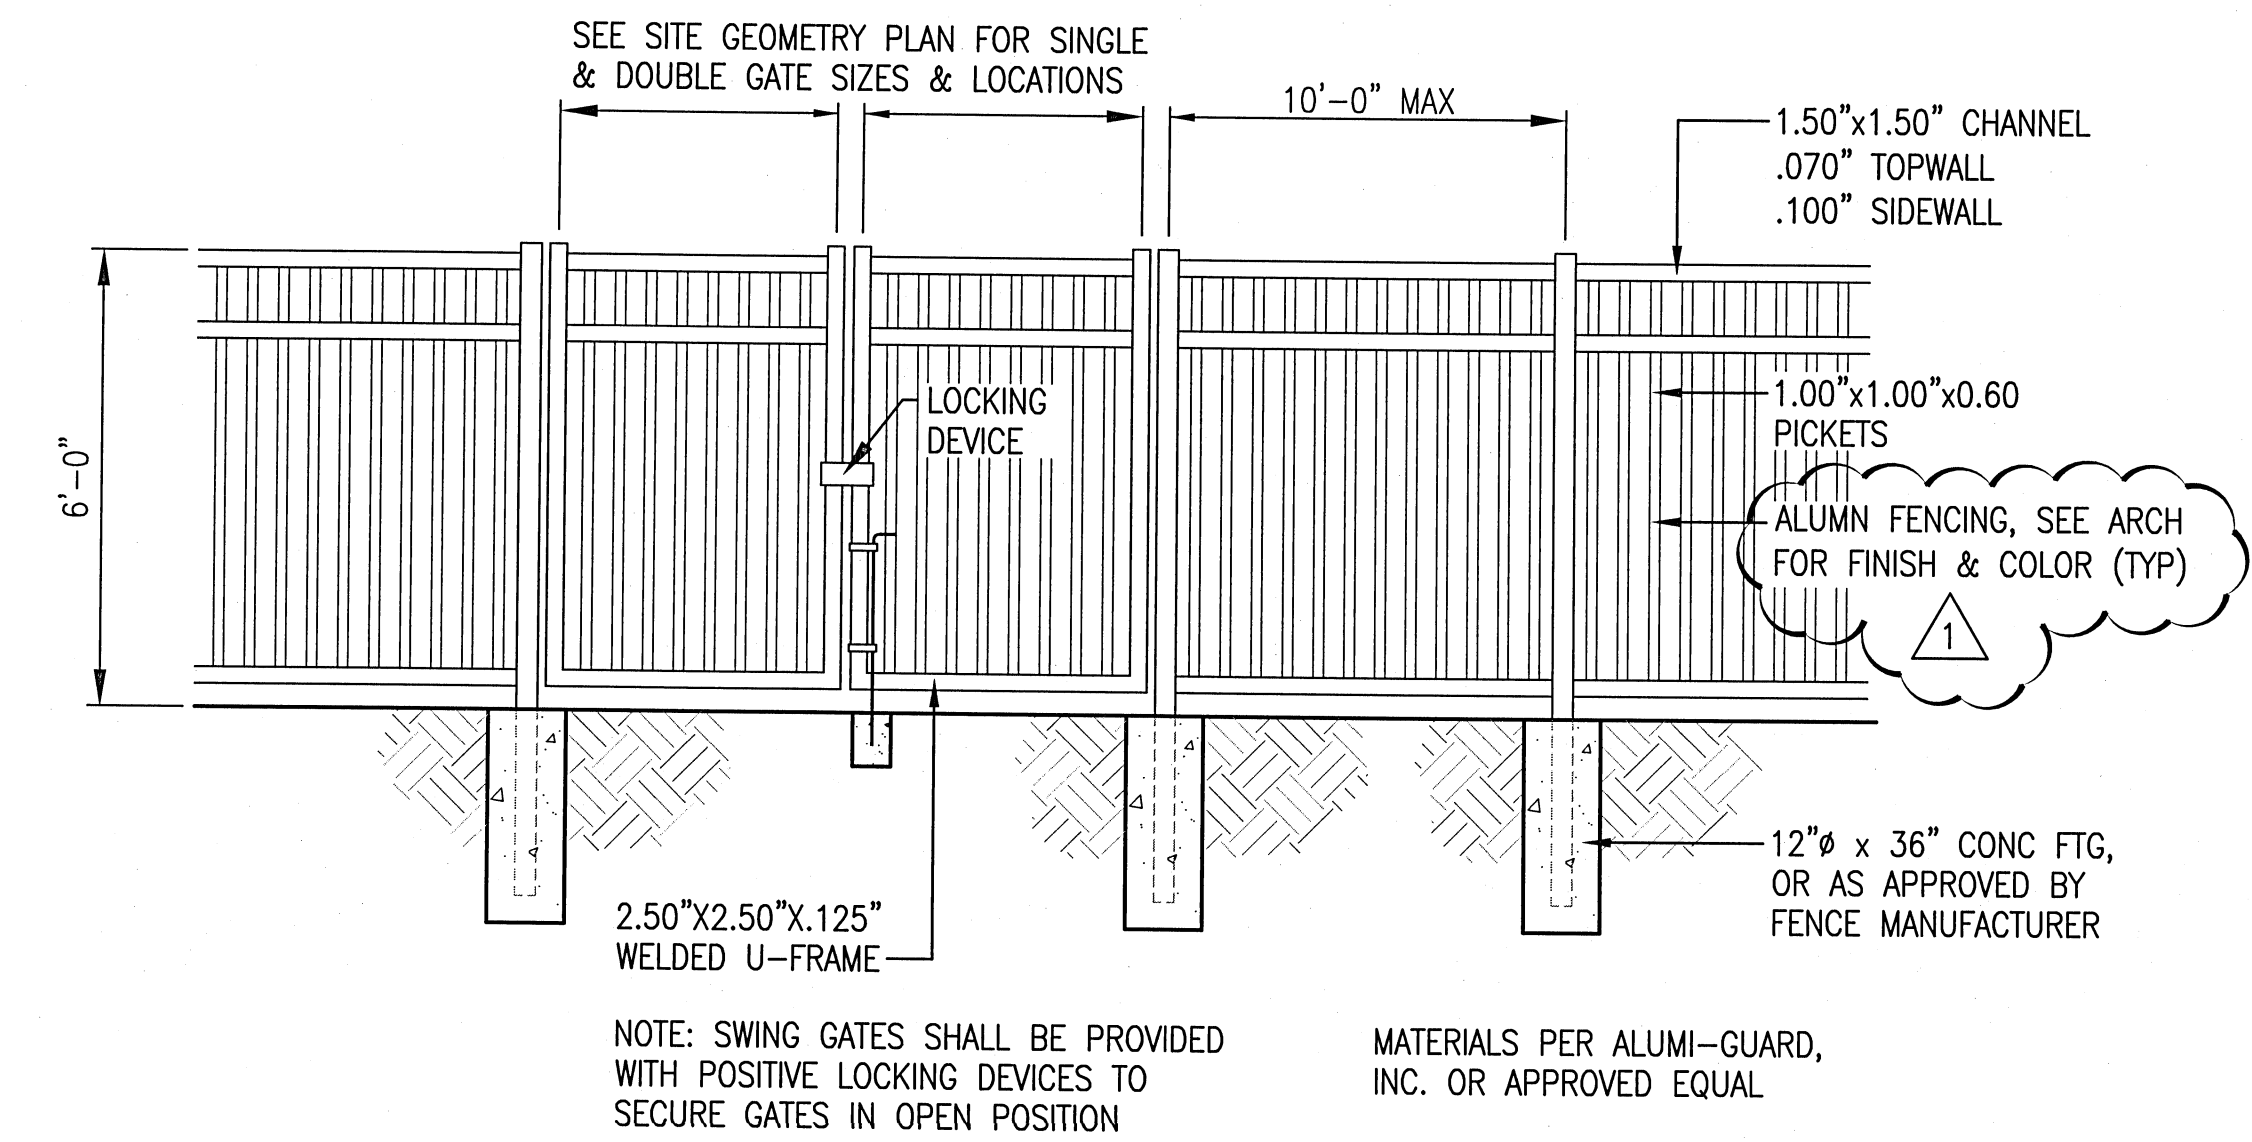 SEE SITE GEOMETRY PLAN FOR SINGLE
& DOUBLE GATE SIZES & LOCATIONS
10'-0" MAX
1.50"x1.50" CHANNEL
.070" TOPWALL
.100" SIDEWALL
6'-0"
LOCKING
DEVICE
1.00"x1.00"x0.60
PICKETS
ALUMN FENCING, SEE ARCH
FOR FINISH & COLOR (TYP)
1
12"ø x 36" CONC FTG,
OR AS APPROVED BY
FENCE MANUFACTURER
2.50"X2.50"X.125"
WELDED U-FRAME
NOTE: SWING GATES SHALL BE PROVIDED
WITH POSITIVE LOCKING DEVICES TO
SECURE GATES IN OPEN POSITION
MATERIALS PER ALUMI-GUARD,
INC. OR APPROVED EQUAL